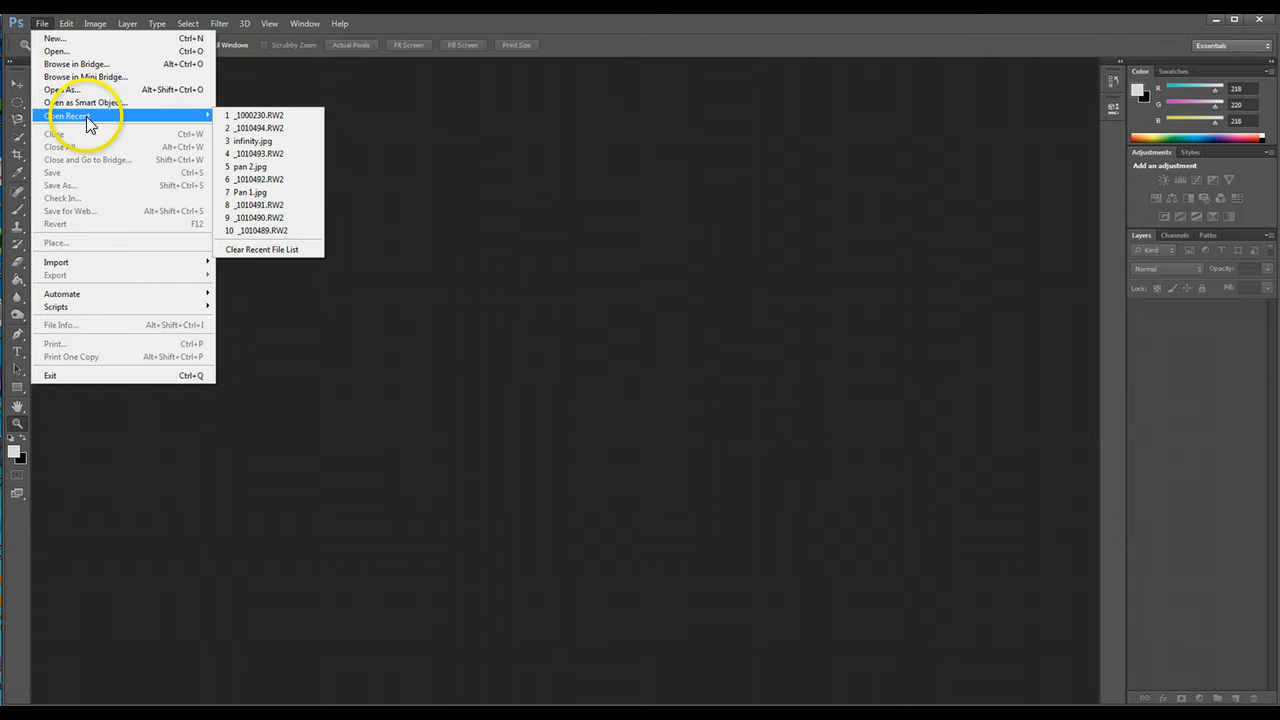 Ps File Edit Image Layer Type Select Filter 3D View Window Help
All Windows Scrubby Zoom Actual Pixels Fit Screen Fill Screen Print Size Essentials
New... Ctrl+N
Open... Ctrl+O
Browse in Bridge... Alt+Ctrl+O
Browse in Mini Bridge...
Open As... Alt+Shift+Ctrl+O
Open as Smart Object...
Open Recent
Close Ctrl+W
Close All Alt+Ctrl+W
Close and Go to Bridge... Shift+Ctrl+W
Save Ctrl+S
Save As... Shift+Ctrl+S
Check In...
Save for Web... Alt+Shift+Ctrl+S
Revert F12
Place...
Import
Export
Automate
Scripts
File Info... Alt+Shift+Ctrl+I
Print... Ctrl+P
Print One Copy Alt+Shift+Ctrl+P
Exit Ctrl+Q
1 _1000230.RW2
2 _1010494.RW2
3 infinity.jpg
4 _1010493.RW2
5 pan 2.jpg
6 _1010492.RW2
7 Pan 1.jpg
8 _1010491.RW2
9 _1010490.RW2
10 _1010489.RW2
Clear Recent File List
Color Swatches
R 218
G 220
B 218
Adjustments Styles
Add an adjustment
Layers Channels Paths
Kind
Normal Opacity:
Lock: Fill: